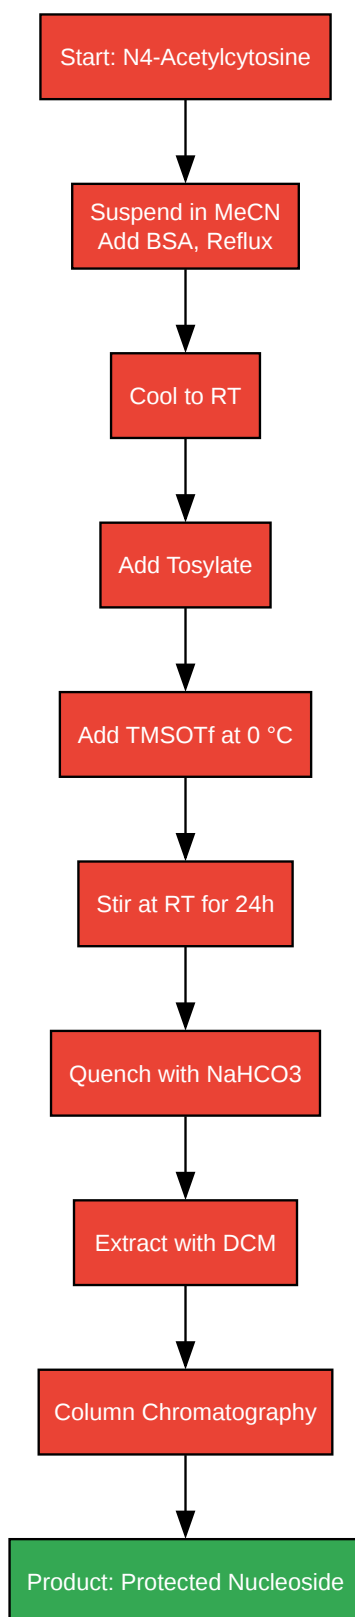 Start: N4-Acetylcytosine
Suspend in MeCN
Add BSA, Reflux
Cool to RT
Add Tosylate
Add TMSOTf at 0 °C
Stir at RT for 24h
Quench with NaHCO3
Extract with DCM
Column Chromatography
Product: Protected Nucleoside